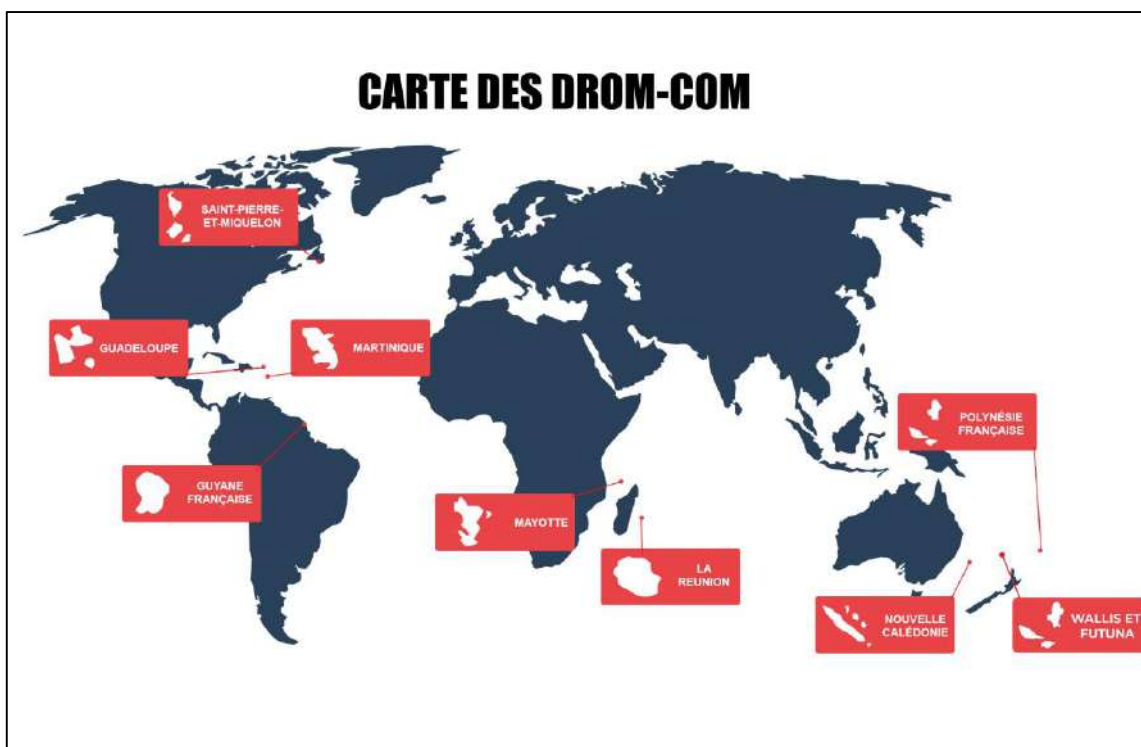 CARTE DES DROM-COM
SAINT-PIERRE-
ET-MIQUELON
GUADELOUPE
MARTINIQUE
POLYNÉSIE
FRANÇAISE
GUYANE
FRANÇAISE
MAYOTTE
LA
REUNION
NOUVELLE
CALÉDONIE
WALLIS ET
FUTUNA